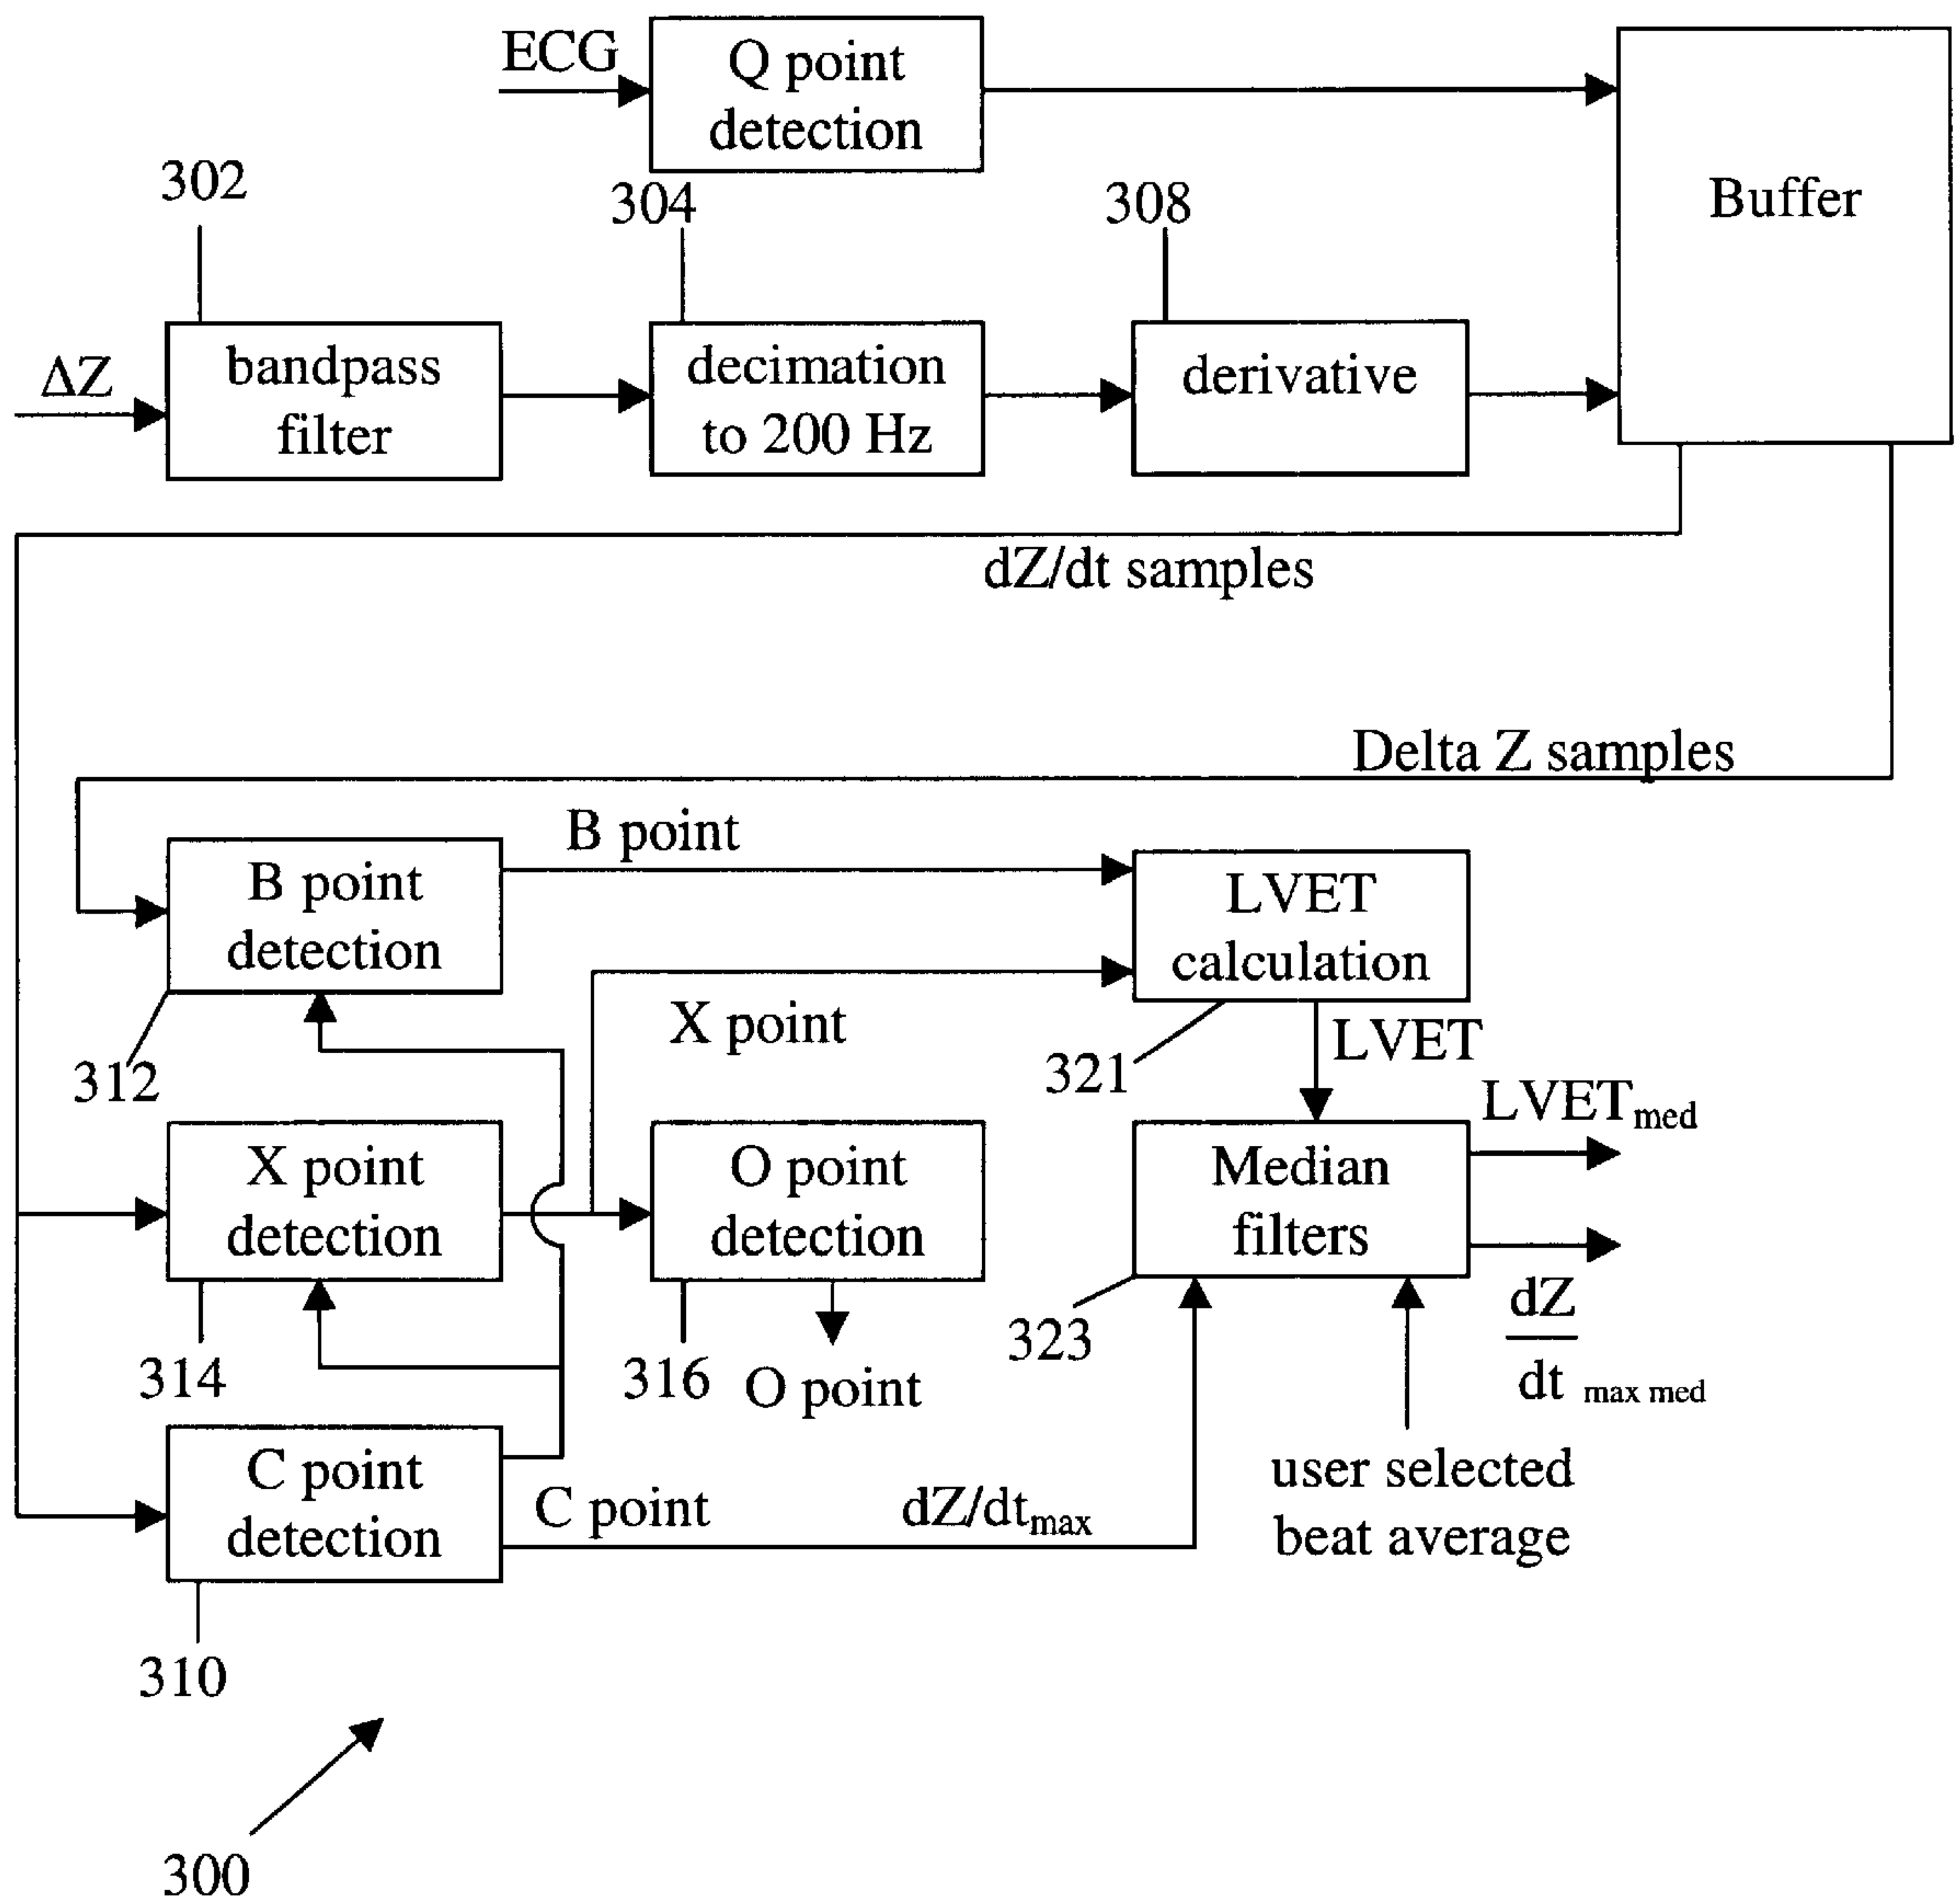 ECG
Q point
detection
Buffer
302
304
308
ΔZ
bandpass
filter
decimation
to 200 Hz
derivative
dZ/dt samples
Delta Z samples
B point
B point
detection
LVET
calculation
X point
312
321
LVET
LVETmed
X point
detection
O point
detection
Median
filters
314
316
O point
323
dZ
dt max med
C point
detection
C point
dZ/dtmax
user selected
beat average
310
300